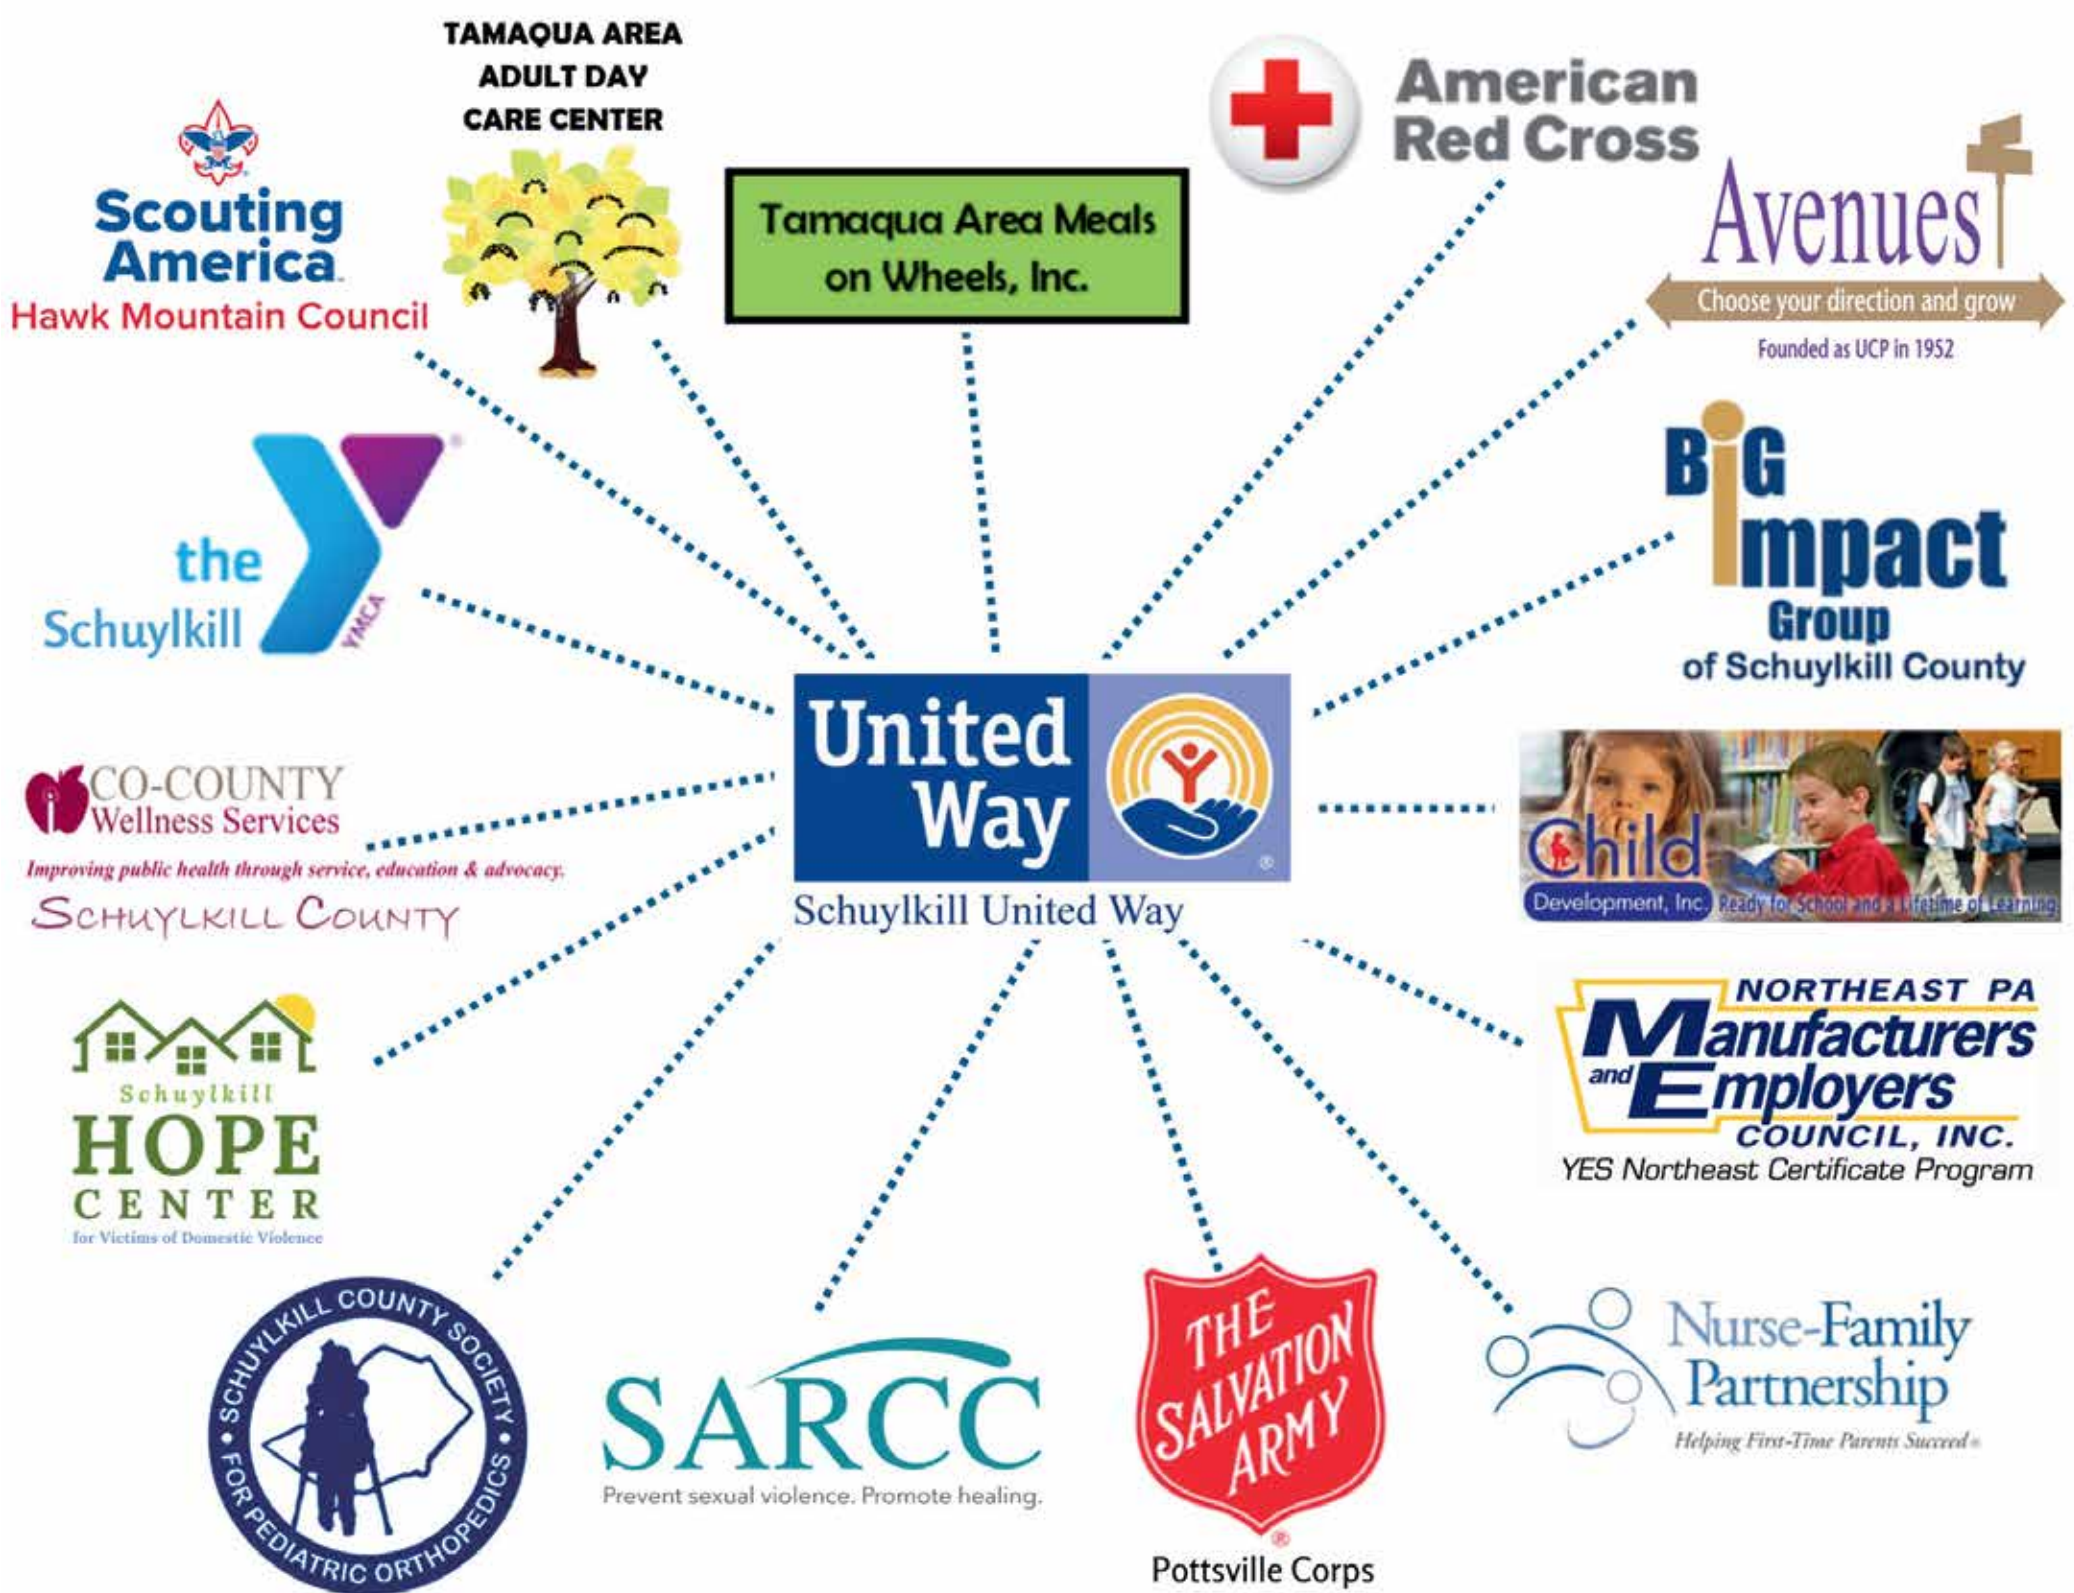 TAMAQUA AREA
ADULT DAY
CARE CENTER
Scouting
America
Hawk Mountain Council
Tamaqua Area Meals
on Wheels, Inc.
American
Red Cross
Avenues
Choose your direction and grow
Founded as UCP in 1952
the
Schuylkill
YMCA
BiG
impact
Group
of Schuylkill County
United
Way
®
Schuylkill United Way
CO-COUNTY
Wellness Services
Improving public health through service, education & advocacy.
SCHUYLKILL COUNTY
Child
Development, Inc. Ready for School and a Lifetime of Learning
Schuylkill
HOPE
CENTER
for Victims of Domestic Violence
NORTHEAST PA
Manufacturers
and Employers
COUNCIL, INC.
YES Northeast Certificate Program
• SCHUYLKILL COUNTY SOCIETY •
FOR PEDIATRIC ORTHOPEDICS
SARCC
Prevent sexual violence. Promote healing.
THE
SALVATION
ARMY
®
Pottsville Corps
Nurse-Family
Partnership
Helping First-Time Parents Succeed®